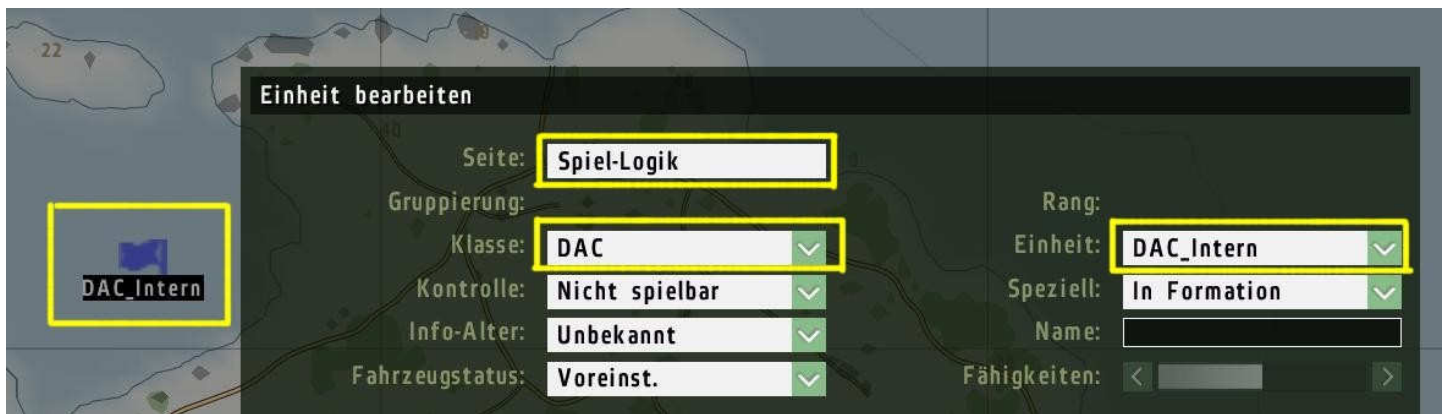 22
Einheit bearbeiten
Seite: Spiel-Logik
Gruppierung: Rang:
Klasse: DAC Einheit: DAC_Intern
DAC_Intern
Kontrolle: Nicht spielbar Speziell: In Formation
Info-Alter: Unbekannt Name:
Fahrzeugstatus: Voreinst. Fähigkeiten: